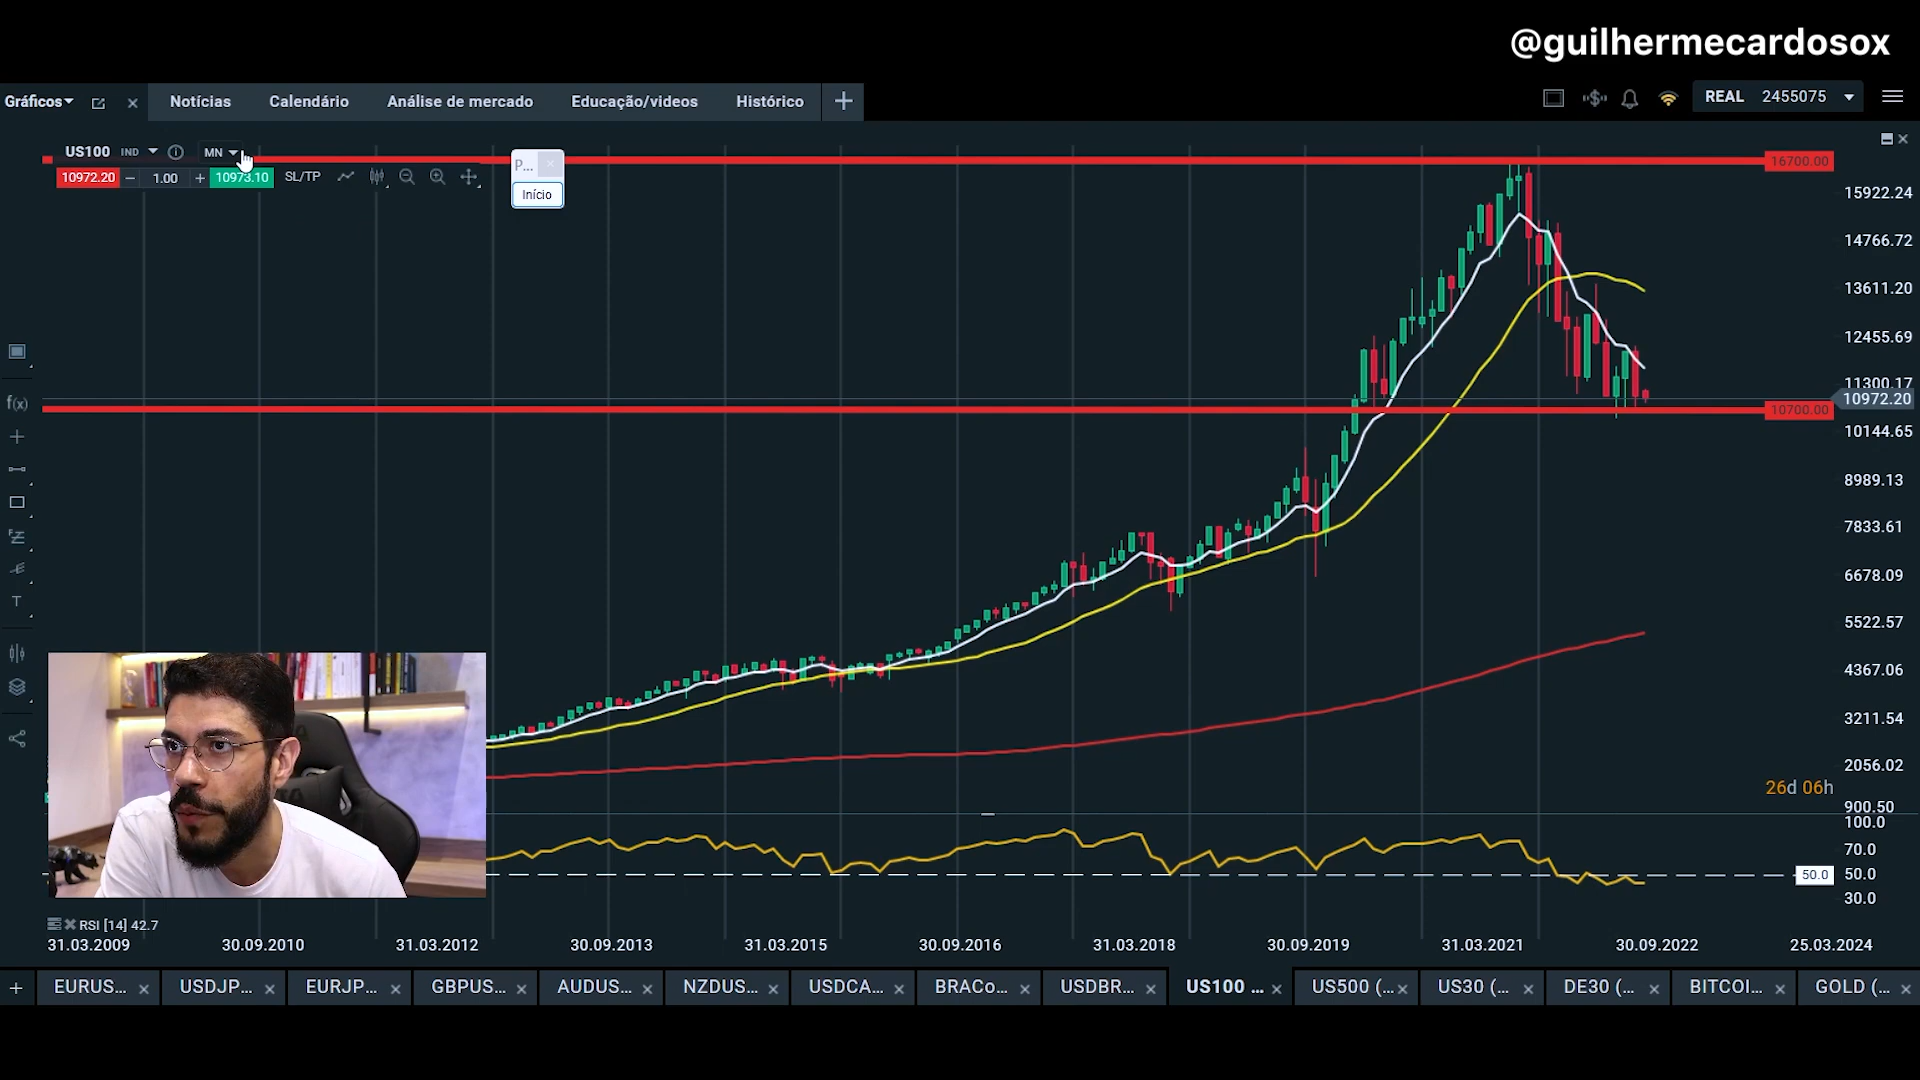 @guilhermecardosox
Gráficos
Notícias
Calendário
Análise de mercado
Educação/videos
Histórico
REAL 2455075
US100 IND MN
10972.20 − 1.00 + 10973.10 SL/TP
P...
Início
16700.00
15922.24
14766.72
13611.20
12455.69
11300.17
10972.20
10700.00
10144.65
8989.13
7833.61
6678.09
5522.57
4367.06
3211.54
2056.02
26d 06h
900.50
100.0
70.0
50.0 50.0
30.0
f(x)
T
RSI [14] 42.7
31.03.2009 30.09.2010 31.03.2012 30.09.2013 31.03.2015 30.09.2016 31.03.2018 30.09.2019 31.03.2021 30.09.2022 25.03.2024
+ EURUS... USDJP... EURJP... GBPUS... AUDUS... NZDUS... USDCA... BRACo... USDBR... US100 ... US500 (... US30 (... DE30 (... BITCOI... GOLD (...